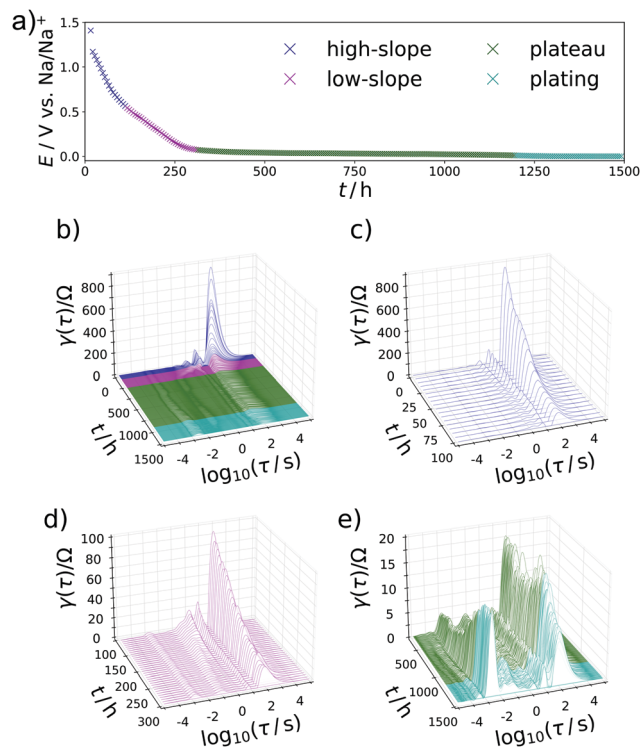 a)
E / V vs. Na/Na⁺
1.5
1.0
0.5
0.0
high-slope
low-slope
plateau
plating
0 250 500 750 1000 1250 1500
t/h
b)
γ(τ)/Ω
800
600
400
200
0
0
500
1000
1500
t/h
-4 -2 0 2 4
log₁₀(τ/s)
c)
γ(τ)/Ω
800
600
400
200
0
0
25
50
75
100
t/h
-4 -2 0 2 4
log₁₀(τ/s)
d)
γ(τ)/Ω
100
80
60
40
20
0
100
150
200
250
300
t/h
-4 -2 0 2 4
log₁₀(τ/s)
e)
γ(τ)/Ω
20
15
10
5
0
500
1000
1500
t/h
-4 -2 0 2 4
log₁₀(τ/s)